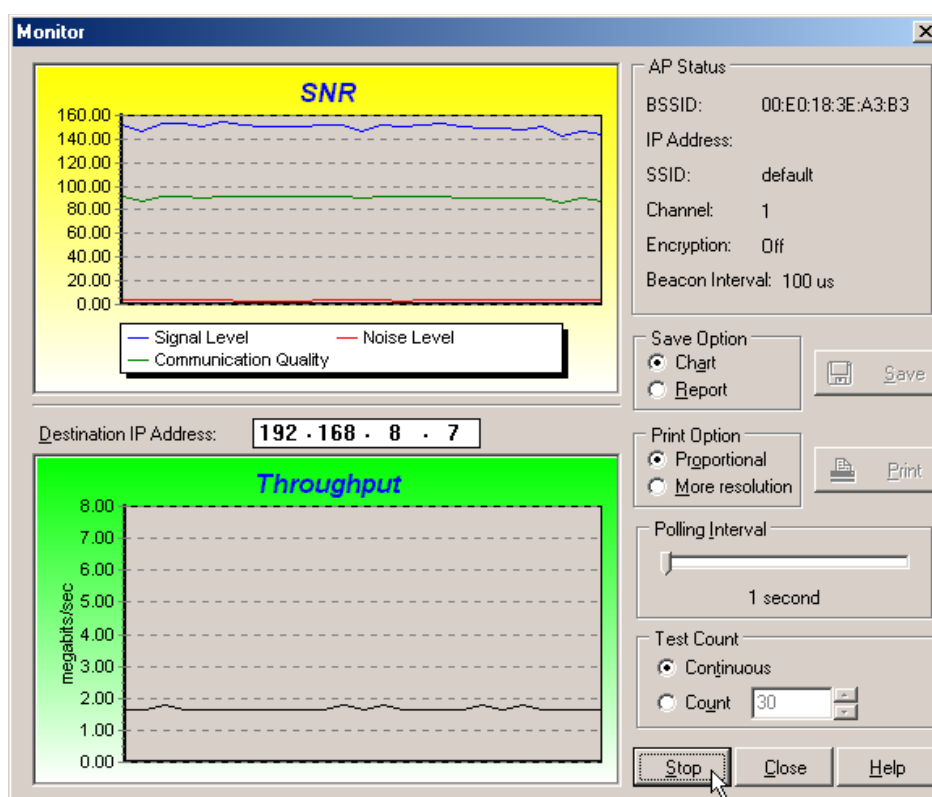 Monitor
SNR
160.00
140.00
120.00
100.00
80.00
60.00
40.00
20.00
0.00
Signal Level
Noise Level
Communication Quality
AP Status
BSSID: 00:E0:18:3E:A3:B3
IP Address:
SSID: default
Channel: 1
Encryption: Off
Beacon Interval: 100 us
Save Option
Chart
Report
Save
Destination IP Address: 192 . 168 . 8 . 7
Print Option
Proportional
More resolution
Print
Throughput
megabits/sec
8.00
7.00
6.00
5.00
4.00
3.00
2.00
1.00
0.00
Polling Interval
1 second
Test Count
Continuous
Count 30
Stop
Close
Help